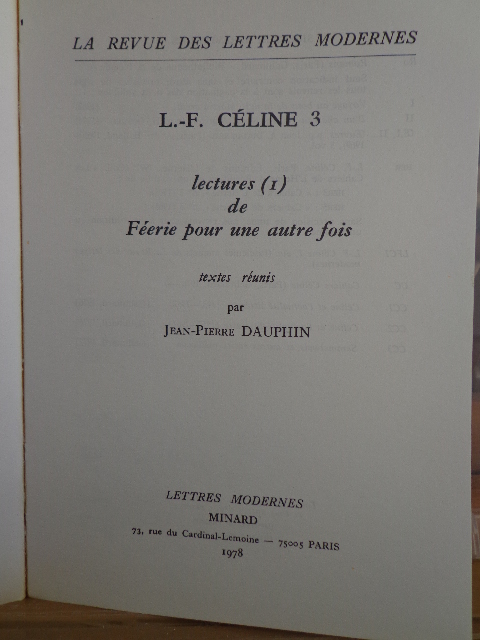 LA REVUE DES LETTRES MODERNES
L.-F. CÉLINE 3
lectures (1)
de
Féerie pour une autre fois
textes réunis
par
JEAN-PIERRE DAUPHIN
LETTRES MODERNES
MINARD
73, rue du Cardinal-Lemoine — 75005 PARIS
1978